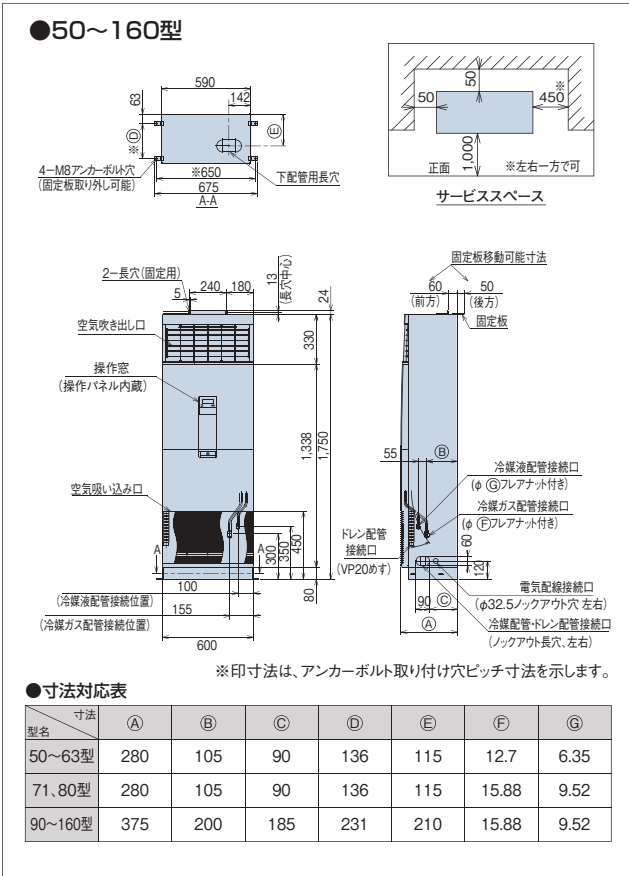 ●50～160型
590
142
63
※Ⓓ
Ⓔ
4－M8アンカーボルト穴
(固定板取り外し可能)
※650
675
A-A
下配管用長穴
50
50
450
※
1,000
正面
※左右一方で可
サービススペース
2－長穴(固定用)
240
180
5
13
(長穴中心)
24
空気吹き出し口
330
操作窓
(操作パネル内蔵)
1,338
1,750
空気吸い込み口
A
A
300
350
450
100
(冷媒液配管接続位置)
155
(冷媒ガス配管接続位置)
80
600
固定板移動可能寸法
60
(前方)
50
(後方)
固定板
55
Ⓑ
冷媒液配管接続口
(φ Ⓖフレアナット付き)
冷媒ガス配管接続口
(φ Ⓕフレアナット付き)
ドレン配管
接続口
(VP20めす)
60
120
90
Ⓒ
Ⓐ
電気配線接続口
(φ32.5ノックアウト穴 左右)
冷媒配管・ドレン配管接続口
(ノックアウト長穴、左右)
※印寸法は、アンカーボルト取り付け穴ピッチ寸法を示します。
●寸法対応表
型名 寸法 Ⓐ Ⓑ Ⓒ Ⓓ Ⓔ Ⓕ Ⓖ
50～63型 280 105 90 136 115 12.7 6.35
71、80型 280 105 90 136 115 15.88 9.52
90～160型 375 200 185 231 210 15.88 9.52